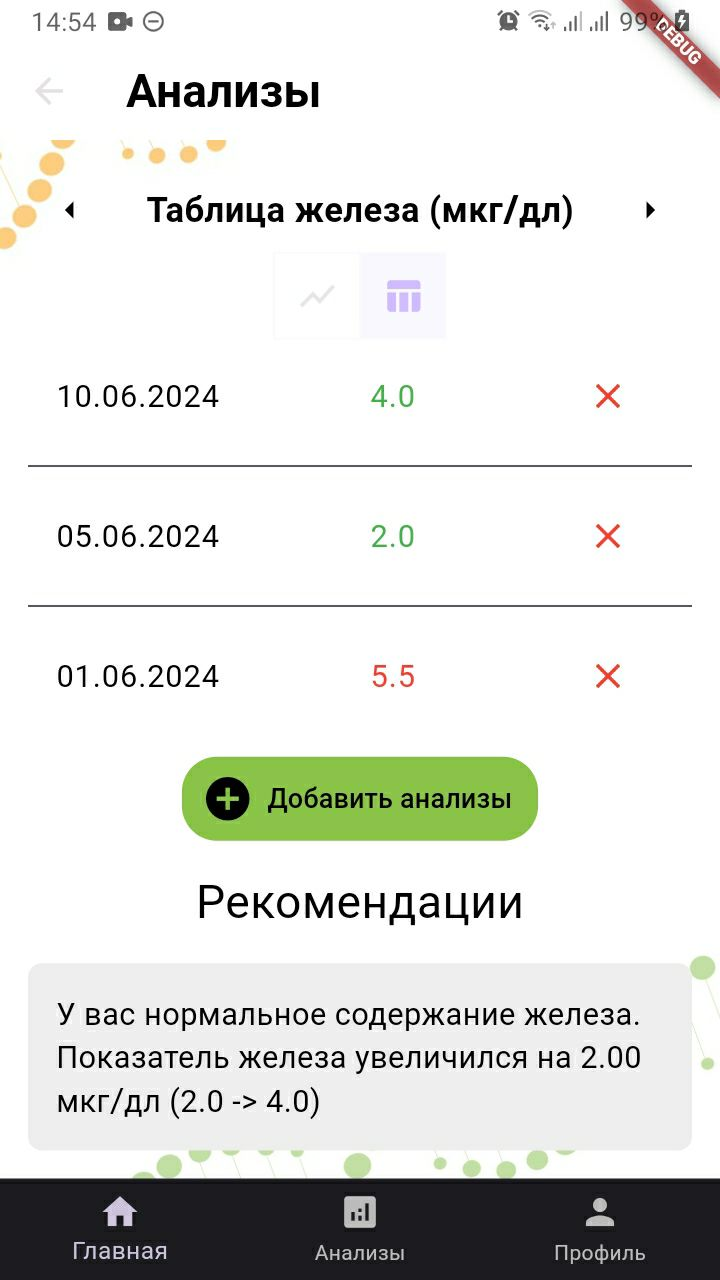 14:54 99%
DEBUG
Анализы
Таблица железа (мкг/дл)
10.06.2024 4.0
05.06.2024 2.0
01.06.2024 5.5
Добавить анализы
Рекомендации
У вас нормальное содержание железа.
Показатель железа увеличился на 2.00
мкг/дл (2.0 -> 4.0)
Главная Анализы Профиль